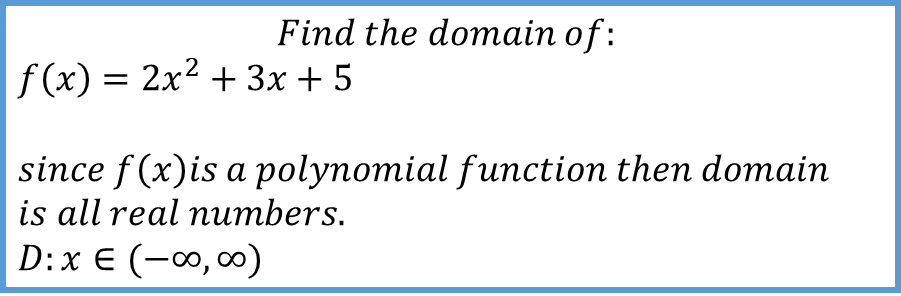 Find the domain of:
f(x) = 2x² + 3x + 5
since f(x)is a polynomial function then domain
is all real numbers.
D: x ∈ (−∞, ∞)